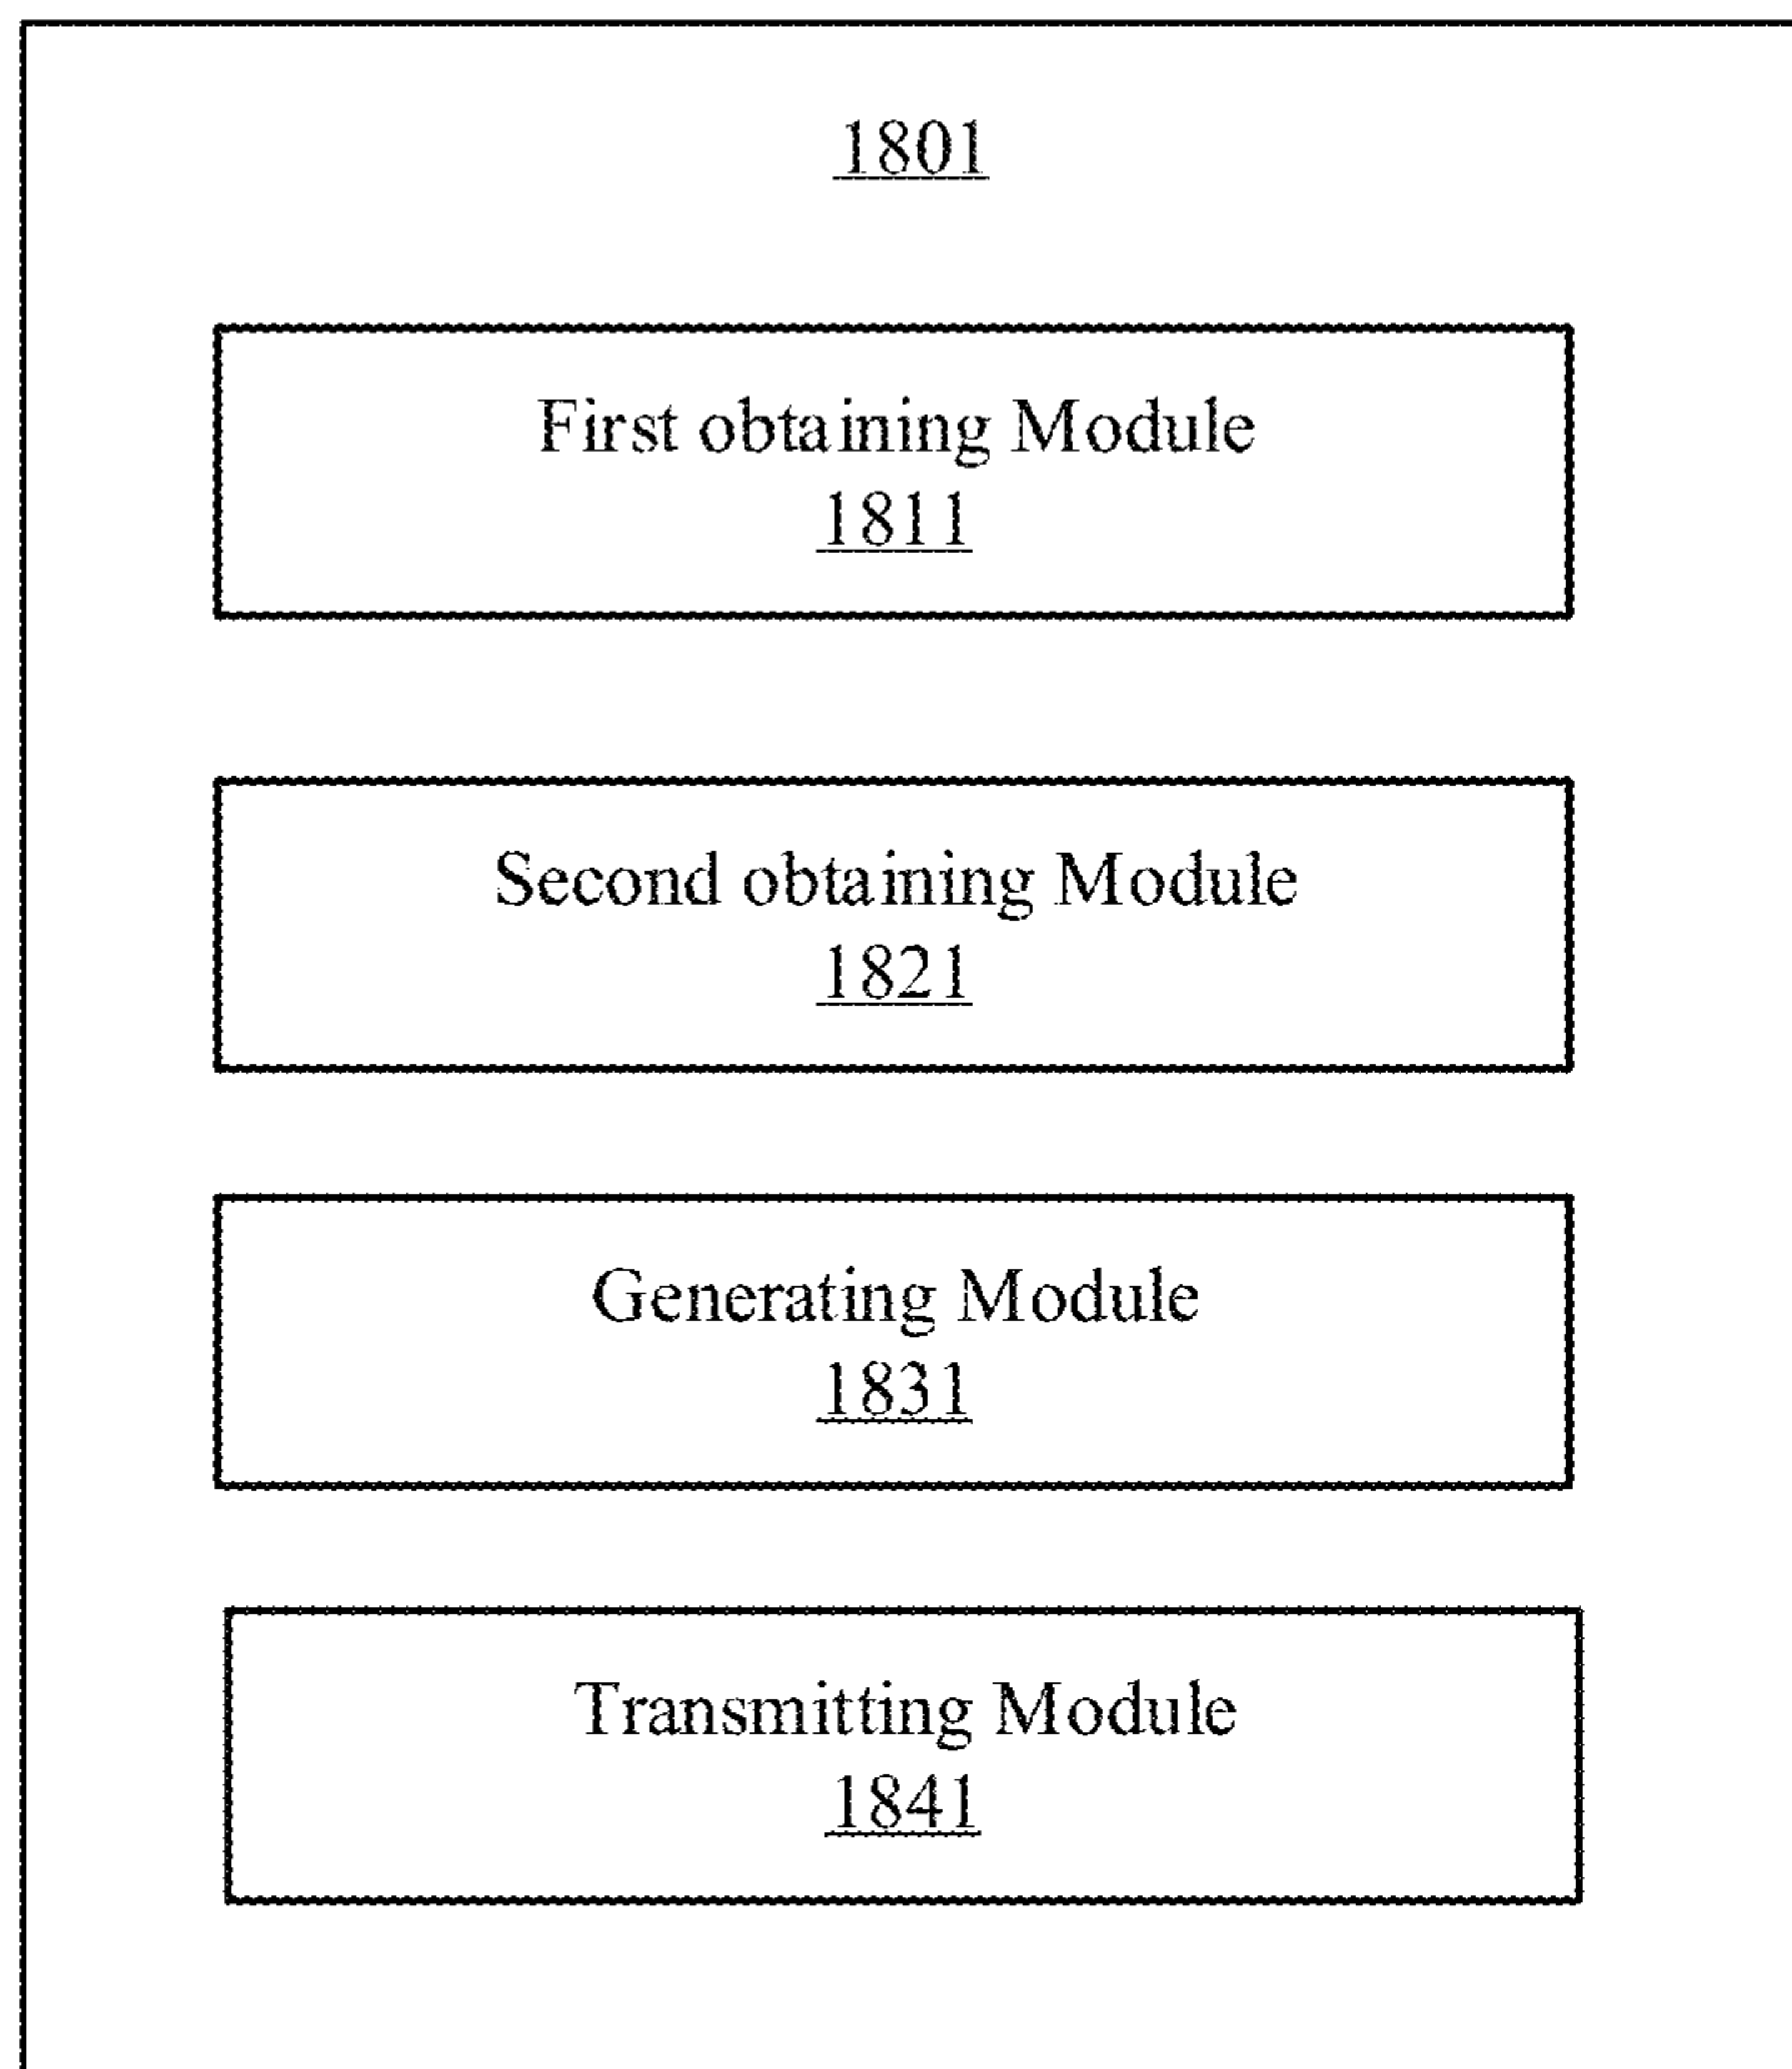 1801
First obtaining Module
1811
Second obtaining Module
1821
Generating Module
1831
Transmitting Module
1841